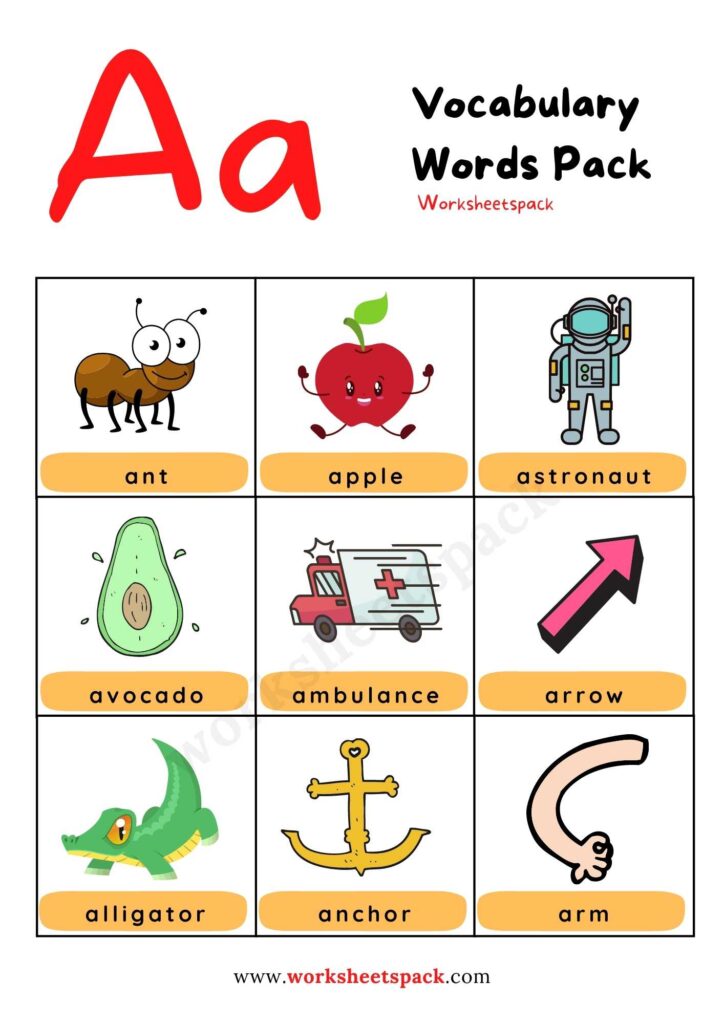 Aa
Vocabulary
Words Pack
Worksheetspack
ant
apple
astronaut
avocado
ambulance
arrow
alligator
anchor
arm
worksheetspack
www.worksheetspack.com